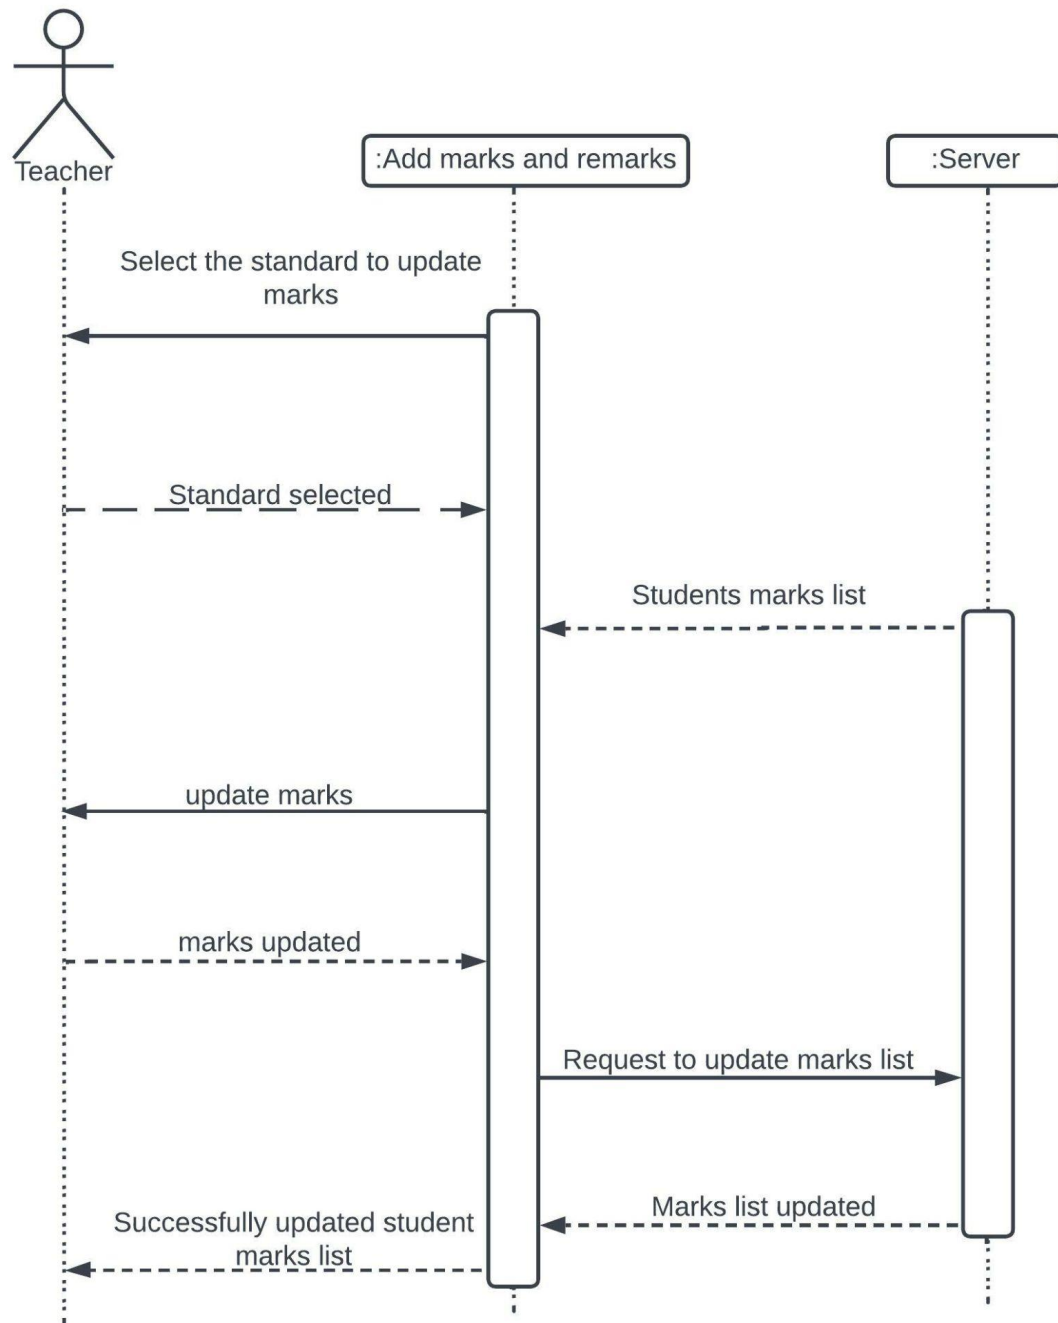 Teacher
:Add marks and remarks
:Server
Select the standard to update
marks
Standard selected
Students marks list
update marks
marks updated
Request to update marks list
Marks list updated
Successfully updated student
marks list